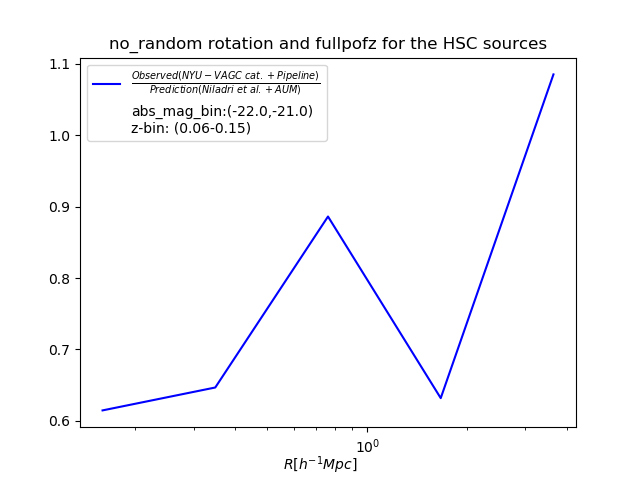 no_random rotation and fullpofz for the HSC sources
Observed(NYU − VAGC cat. + Pipeline)
Prediction(Niladri et al. + AUM)
abs_mag_bin:(-22.0,-21.0)
z-bin: (0.06-0.15)
1.1
1.0
0.9
0.8
0.7
0.6
10⁰
R[h⁻¹Mpc]